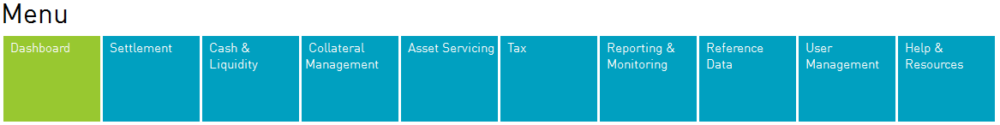 Menu
Dashboard
Settlement
Cash &
Liquidity
Collateral
Management
Asset Servicing
Tax
Reporting &
Monitoring
Reference
Data
User
Management
Help &
Resources